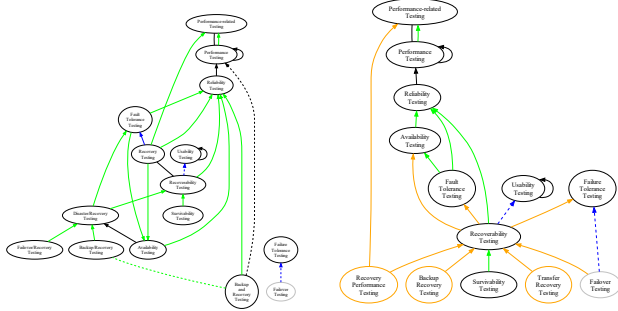 Performance-related
Testing
Performance
Testing
Reliability
Testing
Fault
Tolerance
Testing
Recovery
Testing
Usability
Testing
Recoverability
Testing
Disaster/Recovery
Testing
Survivability
Testing
Failover/Recovery
Testing
Backup/Recovery
Testing
Availability
Testing
Failure
Tolerance
Testing
Backup
and
Recovery
Testing
Failover
Testing
Performance-related
Testing
Performance
Testing
Reliability
Testing
Availability
Testing
Fault
Tolerance
Testing
Usability
Testing
Failure
Tolerance
Testing
Recoverability
Testing
Recovery
Performance
Testing
Backup
Recovery
Testing
Survivability
Testing
Transfer
Recovery
Testing
Failover
Testing